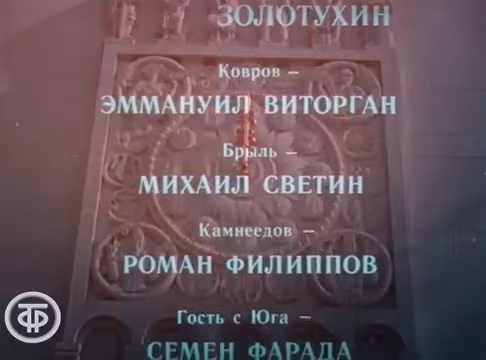 ЗОЛОТУХИН
Ковров –
ЭММАНУИЛ ВИТОРГАН
Брыль –
МИХАИЛ СВЕТИН
Камнеедов –
РОМАН ФИЛИППОВ
Гость с Юга –
СЕМЕН ФАРАДА